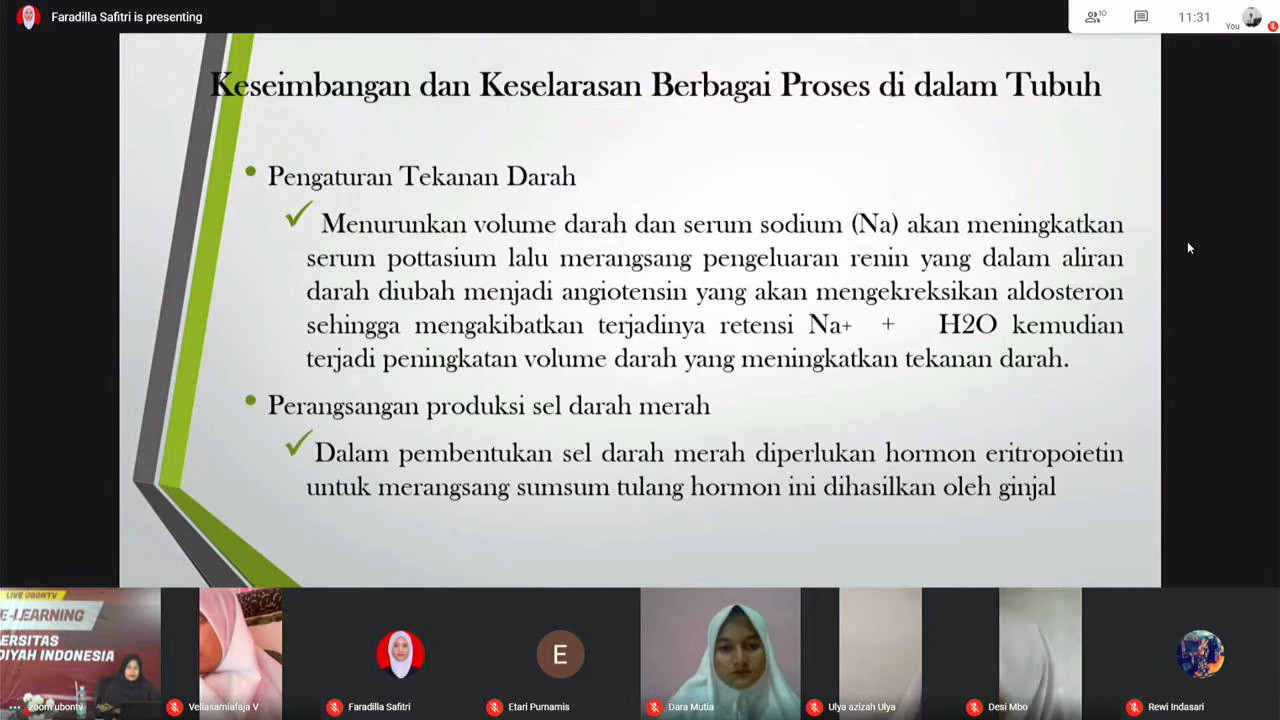 Faradilla Safitri is presenting
10
11:31
You
Keseimbangan dan Keselarasan Berbagai Proses di dalam Tubuh
• Pengaturan Tekanan Darah
✓ Menurunkan volume darah dan serum sodium (Na) akan meningkatkan
serum pottasium lalu merangsang pengeluaran renin yang dalam aliran
darah diubah menjadi angiotensin yang akan mengekreksikan aldosteron
sehingga mengakibatkan terjadinya retensi Na+ + H2O kemudian
terjadi peningkatan volume darah yang meningkatkan tekanan darah.
• Perangsangan produksi sel darah merah
✓ Dalam pembentukan sel darah merah diperlukan hormon eritropoietin
untuk merangsang sumsum tulang hormon ini dihasilkan oleh ginjal
LIVE UBONTV
E-LEARNING
ERSITAS
DIYAH INDONESIA
E
zoom ubontv
Vellasamiafaja V
Faradilla Safitri
Etari Purnamis
Dara Mutia
Ulya azizah Ulya
Desi Mbo
Rewi Indasari